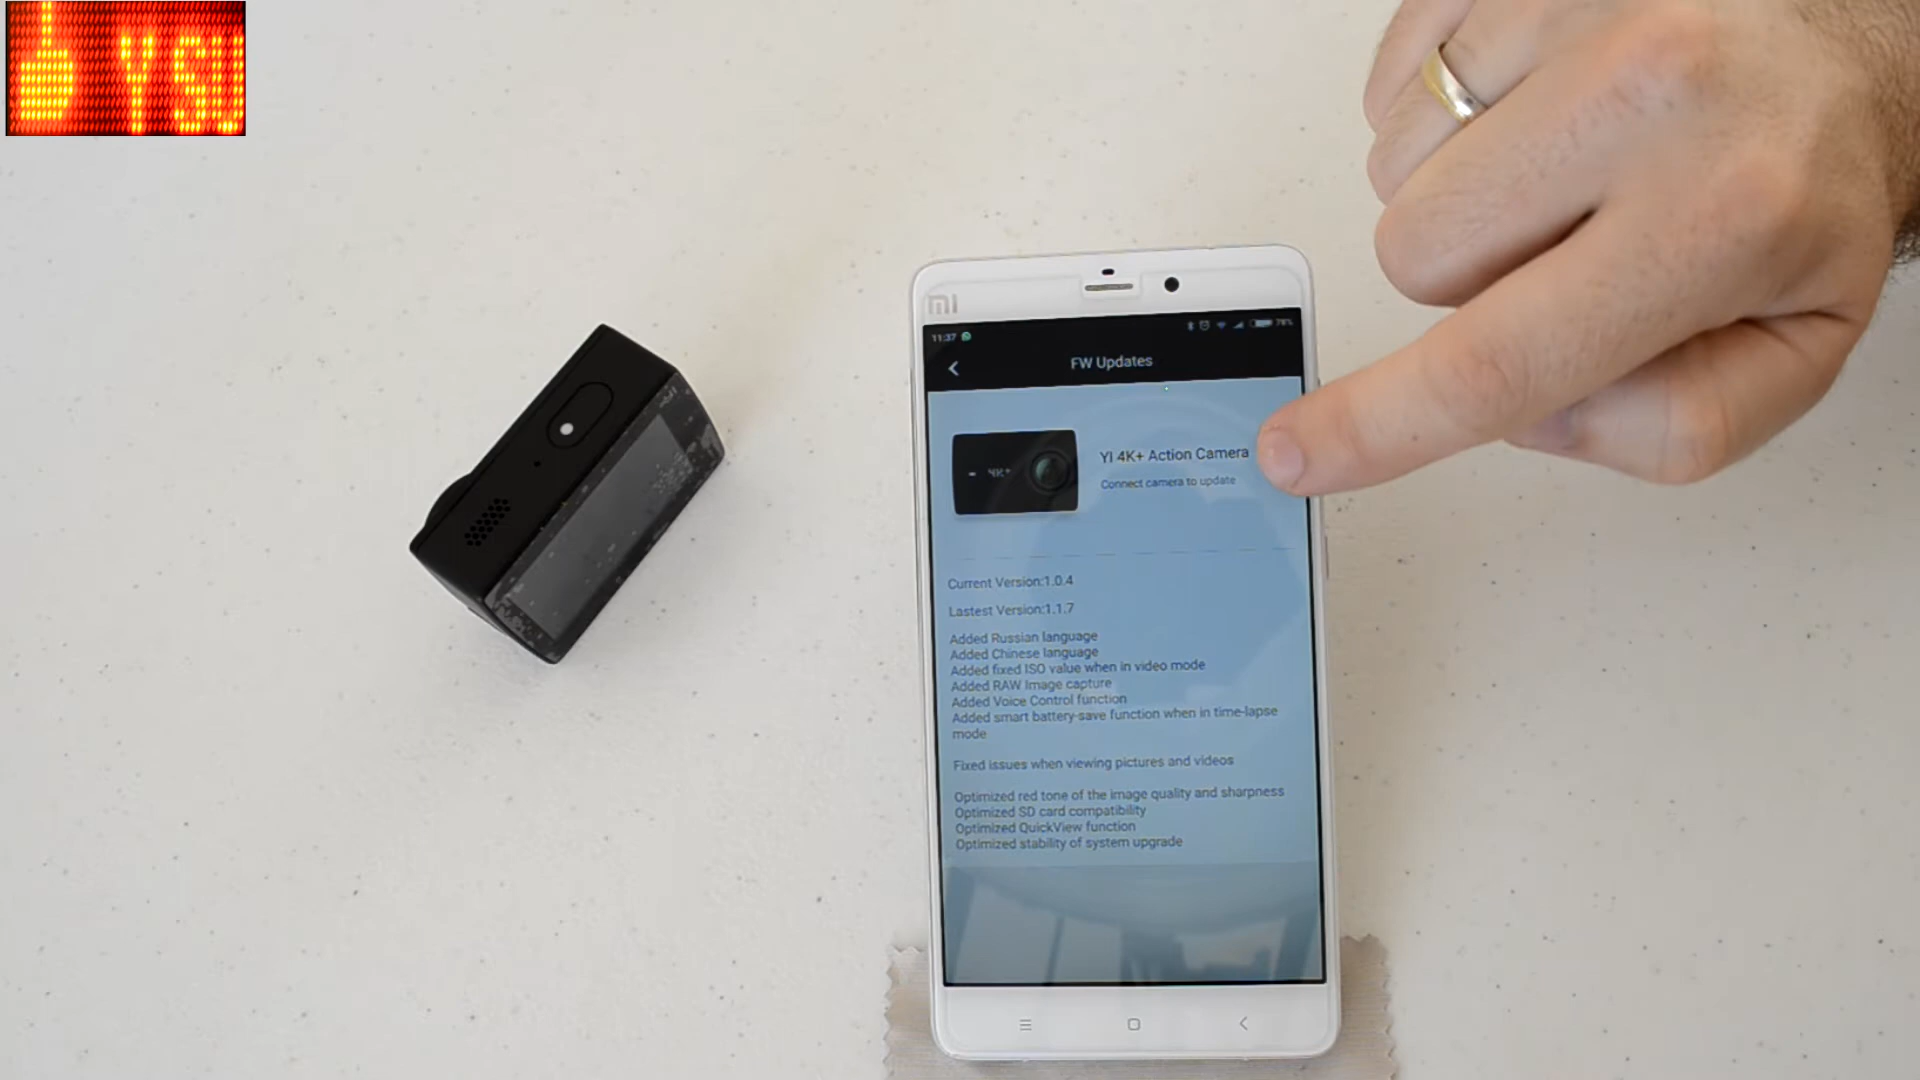 YSU
mi
11:37
78%
FW Updates
4K+
YI 4K+ Action Camera
Connect camera to update
Current Version:1.0.4
Lastest Version:1.1.7
Added Russian language
Added Chinese language
Added fixed ISO value when in video mode
Added RAW Image capture
Added Voice Control function
Added smart battery-save function when in time-lapse
mode
Fixed issues when viewing pictures and videos
Optimized red tone of the image quality and sharpness
Optimized SD card compatibility
Optimized QuickView function
Optimized stability of system upgrade